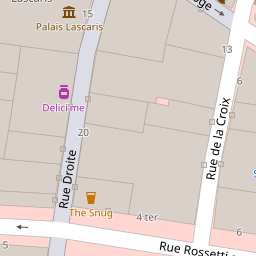 Lascaris
15
Palais Lascaris
13
6
Delici'me
Rue de la Croix
20
Rue Droite
The Snug
4 ter
6
5
Rue Rossetti